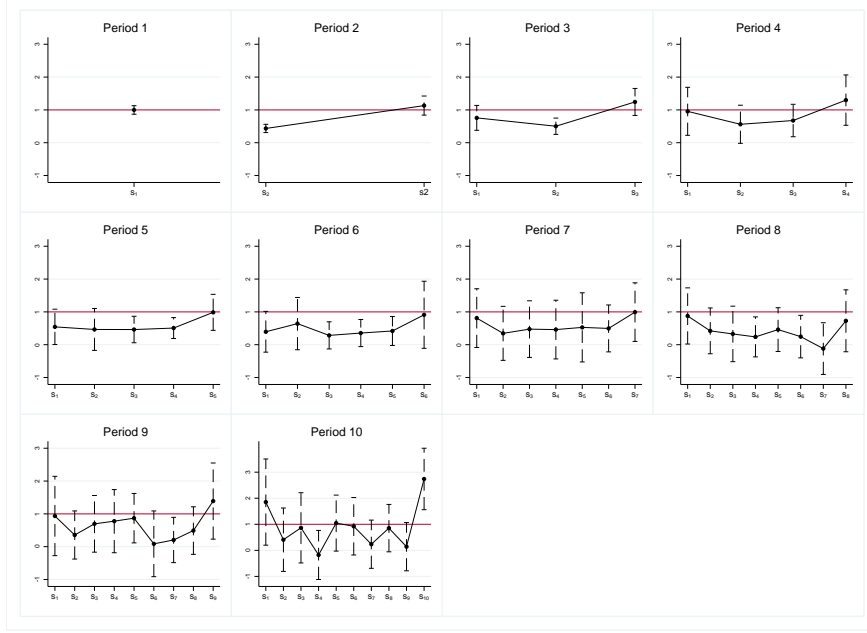 Period 1
3
2
1
0
-1
s₁
Period 2
3
2
1
0
-1
s₂ s2
Period 3
3
2
1
0
-1
s₁ s₂ s₃
Period 4
3
2
1
0
-1
s₁ s₂ s₃ s₄
Period 5
3
2
1
0
-1
s₁ s₂ s₃ s₄ s₅
Period 6
3
2
1
0
-1
s₁ s₂ s₃ s₄ s₅ s₆
Period 7
3
2
1
0
-1
s₁ s₂ s₃ s₄ s₅ s₆ s₇
Period 8
3
2
1
0
-1
s₁ s₂ s₃ s₄ s₅ s₆ s₇ s₈
Period 9
3
2
1
0
-1
s₁ s₂ s₃ s₄ s₅ s₆ s₇ s₈ s₉
Period 10
3
2
1
0
-1
s₁ s₂ s₃ s₄ s₅ s₆ s₇ s₈ s₉ s₁₀